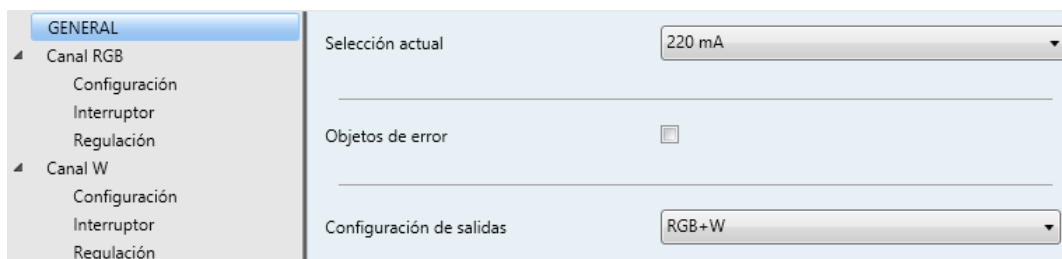 GENERAL
Canal RGB
Configuración
Interruptor
Regulación
Canal W
Configuración
Interruptor
Regulación
Selección actual
220 mA
Objetos de error
Configuración de salidas
RGB+W